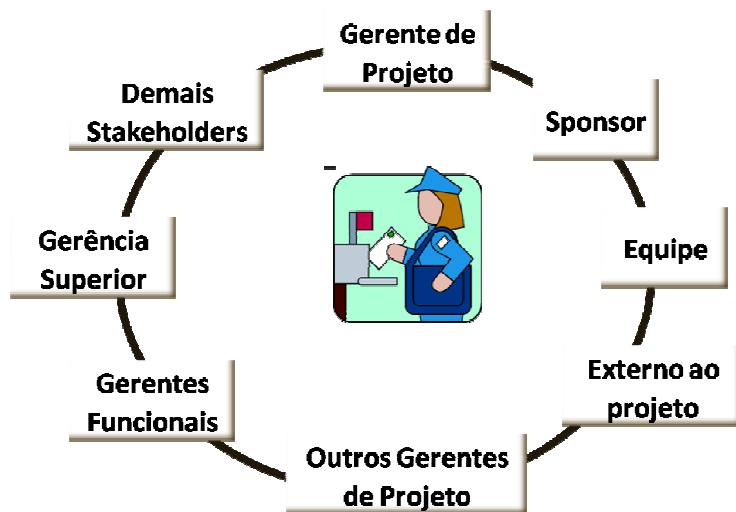 Gerente de
Projeto
Sponsor
Equipe
Externo ao
projeto
Outros Gerentes
de Projeto
Gerentes
Funcionais
Gerência
Superior
Demais
Stakeholders